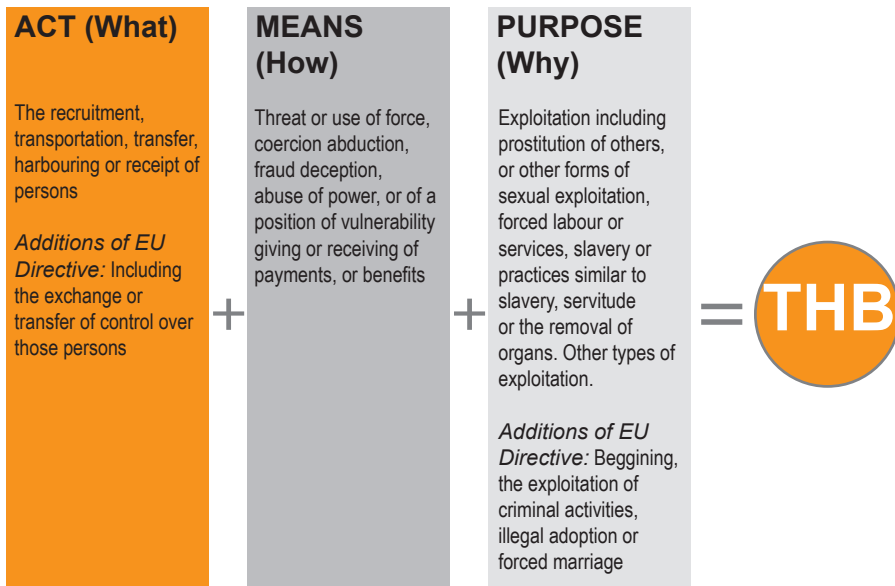 ACT (What)
The recruitment,
transportation, transfer,
harbouring or receipt of
persons
Additions of EU
Directive: Including
the exchange or
transfer of control over
those persons
+
MEANS
(How)
Threat or use of force,
coercion abduction,
fraud deception,
abuse of power, or of a
position of vulnerability
giving or receiving of
payments, or benefits
+
PURPOSE
(Why)
Exploitation including
prostitution of others,
or other forms of
sexual exploitation,
forced labour or
services, slavery or
practices similar to
slavery, servitude
or the removal of
organs. Other types of
exploitation.
Additions of EU
Directive: Beggining,
the exploitation of
criminal activities,
illegal adoption or
forced marriage
=
THB